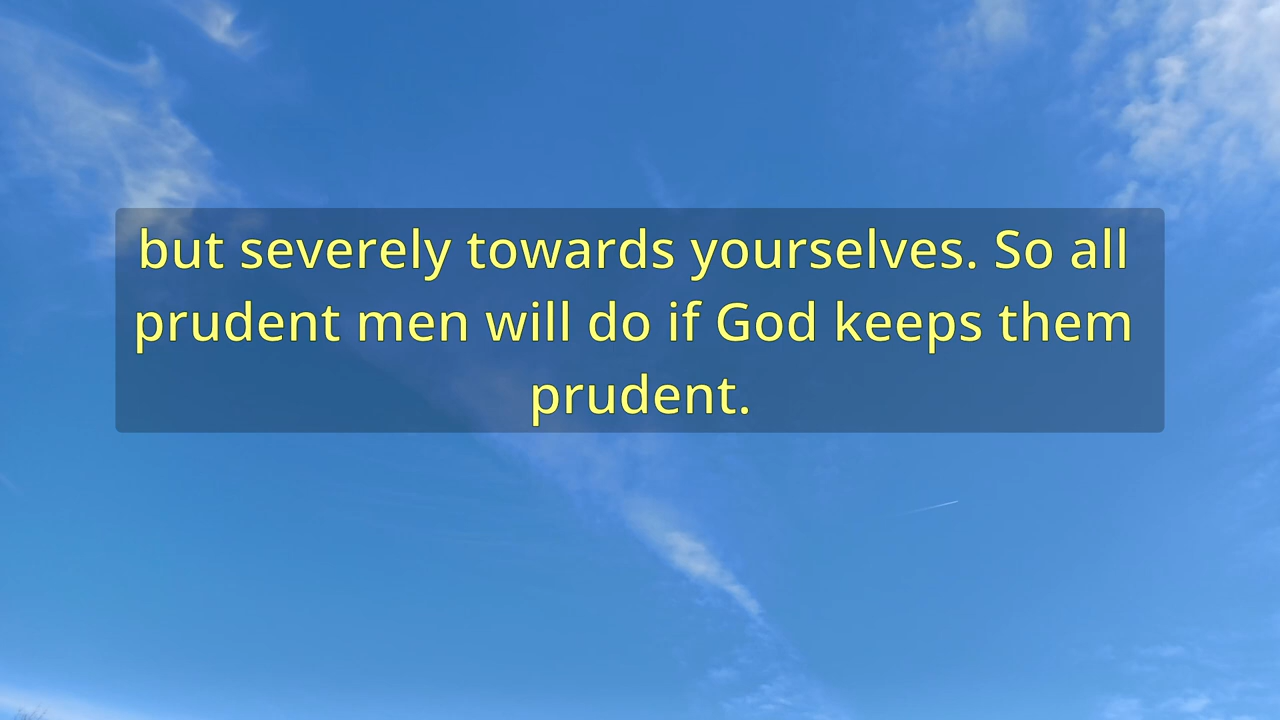 but severely towards yourselves. So all
prudent men will do if God keeps them
prudent.